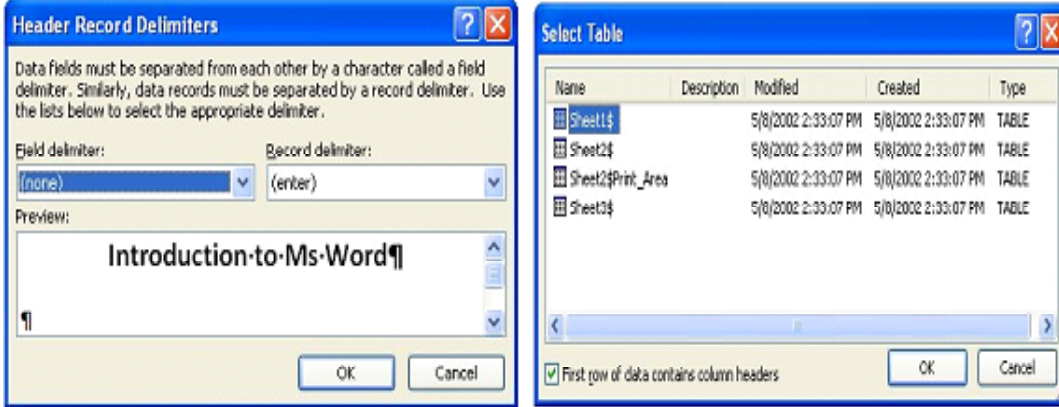 Header Record Delimiters
Data fields must be separated from each other by a character called a field
delimiter. Similarly, data records must be separated by a record delimiter. Use
the lists below to select the appropriate delimiter.
Field delimiter: Record delimiter:
(none) (enter)
Preview:
Introduction·to·Ms·Word¶
¶
OK Cancel
Select Table
Name Description Modified Created Type
Sheet1$ 5/8/2002 2:33:07 PM 5/8/2002 2:33:07 PM TABLE
Sheet2$ 5/8/2002 2:33:07 PM 5/8/2002 2:33:07 PM TABLE
Sheet2$Print_Area 5/8/2002 2:33:07 PM 5/8/2002 2:33:07 PM TABLE
Sheet3$ 5/8/2002 2:33:07 PM 5/8/2002 2:33:07 PM TABLE
First row of data contains column headers
OK Cancel